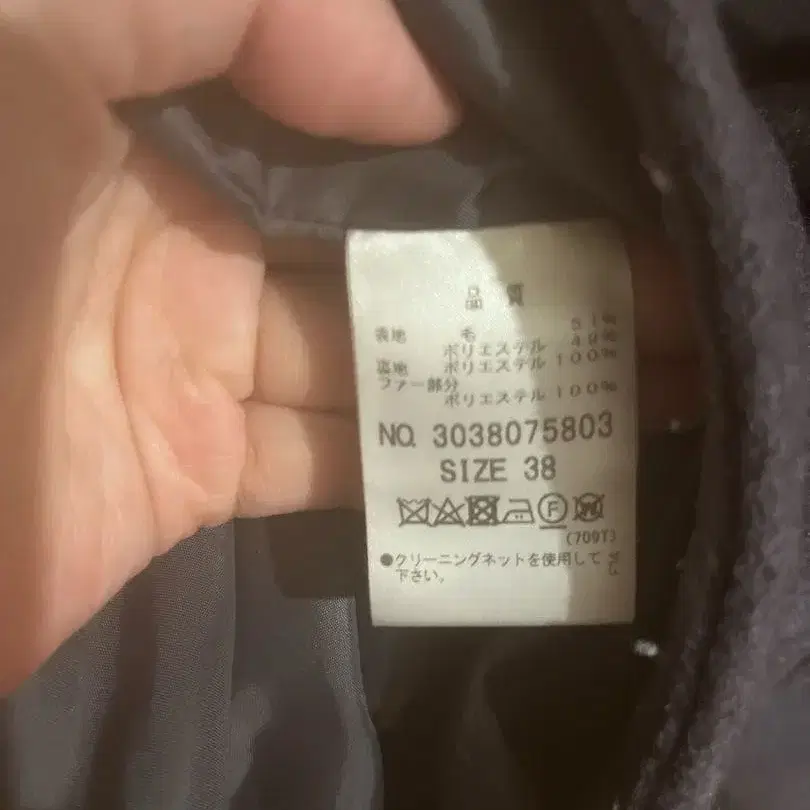 品質
表地 毛 51%
ポリエステル 49%
裏地 ポリエステル 100%
ファー部分
ポリエステル 100%
NO. 3038075803
SIZE 38
F W
(709T)
●クリーニングネットを使用して
下さい。